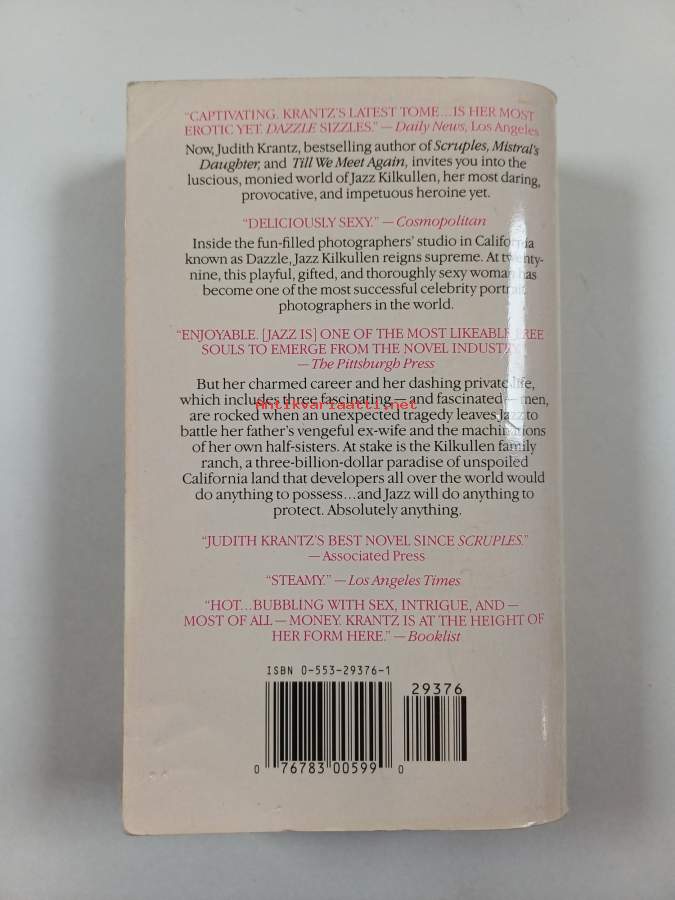 “CAPTIVATING. KRANTZ’S LATEST TOME...IS HER MOST
EROTIC YET. DAZZLE SIZZLES.” — Daily News, Los Angeles
Now, Judith Krantz, bestselling author of Scruples, Mistral’s
Daughter, and Till We Meet Again, invites you into the
luscious, monied world of Jazz Kilkullen, her most daring,
provocative, and impetuous heroine yet.
“DELICIOUSLY SEXY.” — Cosmopolitan
Inside the fun-filled photographers’ studio in California
known as Dazzle, Jazz Kilkullen reigns supreme. At twenty-
nine, this playful, gifted, and thoroughly sexy woman has
become one of the most successful celebrity portrait
photographers in the world.
“ENJOYABLE. [JAZZ IS] ONE OF THE MOST LIKEABLE FREE
SOULS TO EMERGE FROM THE NOVEL INDUSTRY.”
— The Pittsburgh Press
But her charmed career and her dashing private life,
which includes three fascinating — and fascinated — men,
Antikvariaatti.net
are rocked when an unexpected tragedy leaves Jazz to
battle her father’s vengeful ex-wife and the machinations
of her own half-sisters. At stake is the Kilkullen family
ranch, a three-billion-dollar paradise of unspoiled
California land that developers all over the world would
do anything to possess...and Jazz will do anything to
protect. Absolutely anything.
“JUDITH KRANTZ’S BEST NOVEL SINCE SCRUPLES.”
— Associated Press
“STEAMY.” — Los Angeles Times
“HOT...BUBBLING WITH SEX, INTRIGUE, AND —
MOST OF ALL — MONEY. KRANTZ IS AT THE HEIGHT OF
HER FORM HERE.” — Booklist
ISBN 0-553-29376-1
29376
0 76783 00599 0